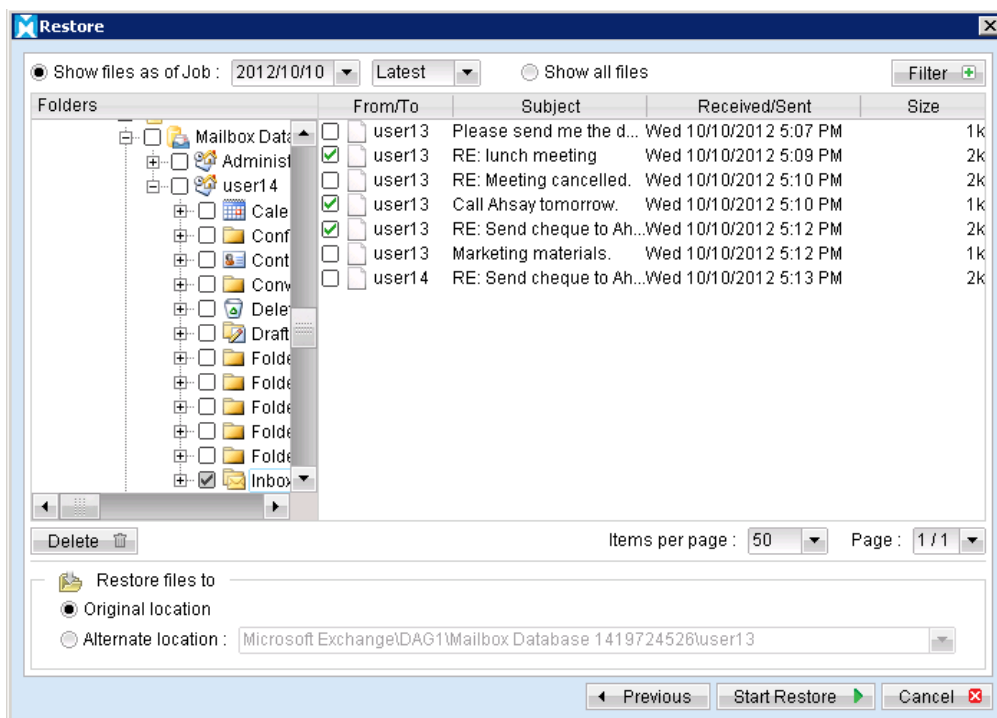 Restore
Show files as of Job : 2012/10/10 Latest Show all files Filter
Folders From/To Subject Received/Sent Size
Mailbox Data
Administ
user14
Cale
Conf
Cont
Conv
Delet
Draft
Folde
Folde
Folde
Folde
Folde
Inbox
user13 Please send me the d... Wed 10/10/2012 5:07 PM 1k
user13 RE: lunch meeting Wed 10/10/2012 5:09 PM 2k
user13 RE: Meeting cancelled. Wed 10/10/2012 5:10 PM 2k
user13 Call Ahsay tomorrow. Wed 10/10/2012 5:10 PM 1k
user13 RE: Send cheque to Ah... Wed 10/10/2012 5:12 PM 2k
user13 Marketing materials. Wed 10/10/2012 5:12 PM 1k
user14 RE: Send cheque to Ah... Wed 10/10/2012 5:13 PM 2k
Delete Items per page : 50 Page : 1 / 1
Restore files to
Original location
Alternate location : Microsoft Exchange\DAG1\Mailbox Database 1419724526\user13
Previous Start Restore Cancel